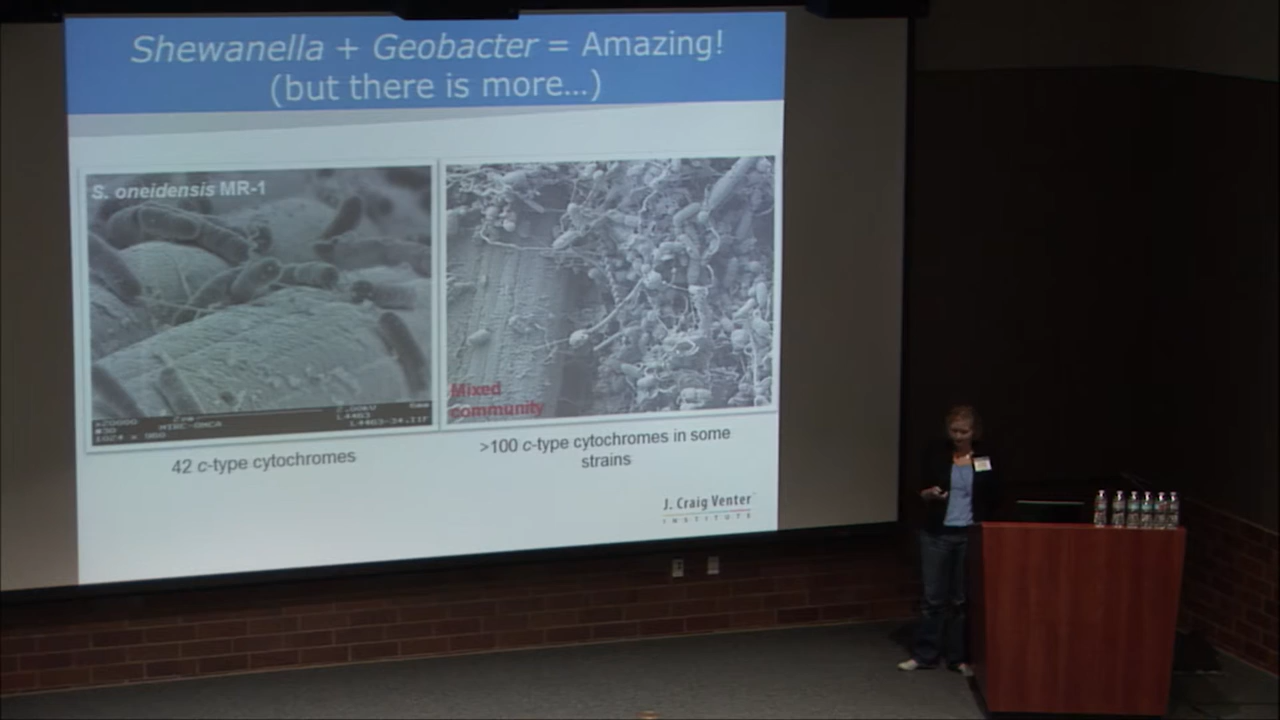 Shewanella + Geobacter = Amazing!
(but there is more...)
S. oneidensis MR-1
Mixed
community
42 c-type cytochromes
>100 c-type cytochromes in some
strains
J. Craig Venter
INSTITUTE